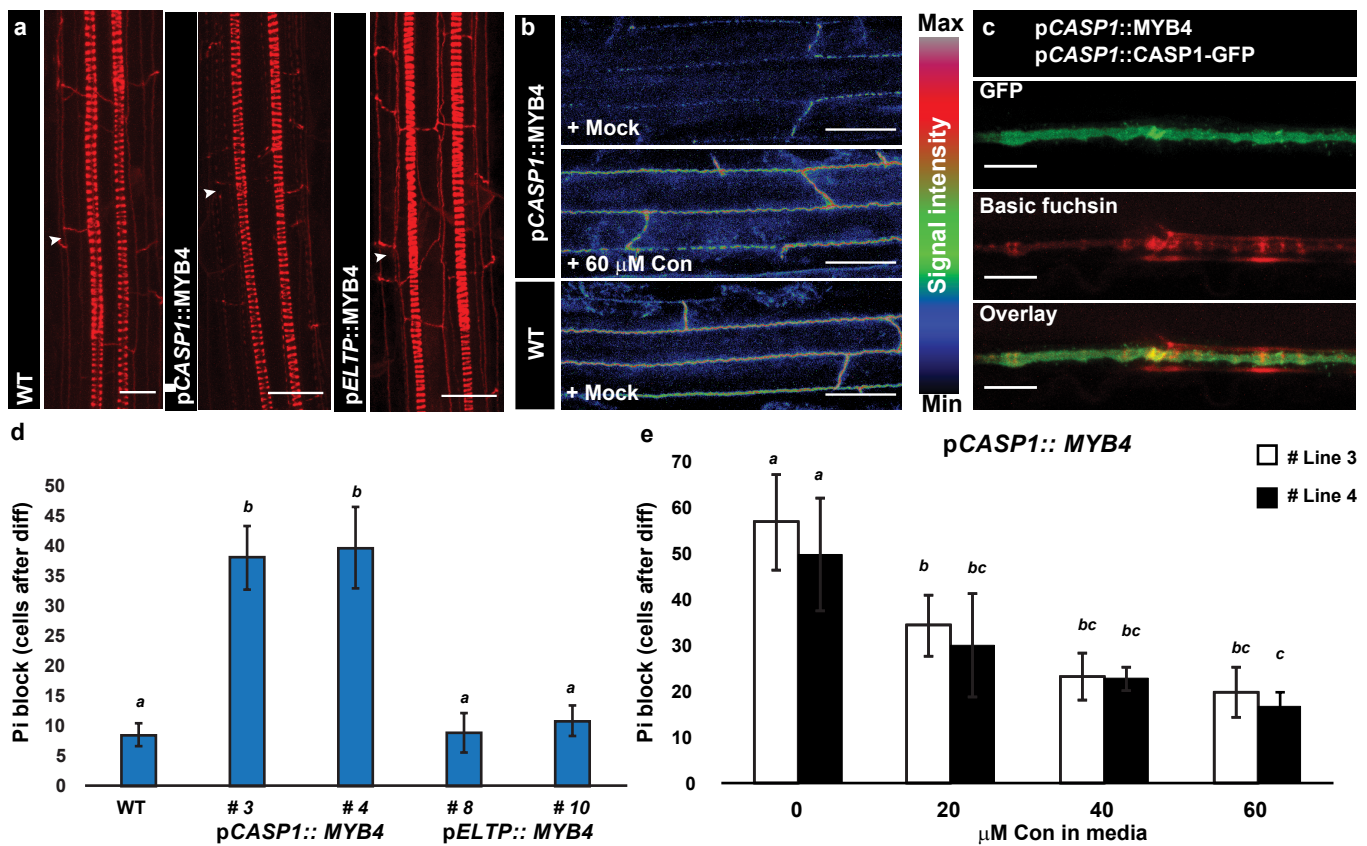 a
WT
pCASP1::MYB4
pELTP::MYB4
b
pCASP1::MYB4
+ Mock
+ 60 µM Con
WT
+ Mock
Max
Signal intensity
Min
c
pCASP1::MYB4
pCASP1::CASP1-GFP
GFP
Basic fuchsin
Overlay
d
Pi block (cells after diff)
50
45
40
35
30
25
20
15
10
5
0
a
b
b
a
a
WT
# 3
# 4
# 8
# 10
pCASP1:: MYB4
pELTP:: MYB4
e
pCASP1:: MYB4
# Line 3
# Line 4
Pi block (cells after diff)
70
60
50
40
30
20
10
0
a
a
b
bc
bc
bc
bc
c
0
20
40
60
µM Con in media